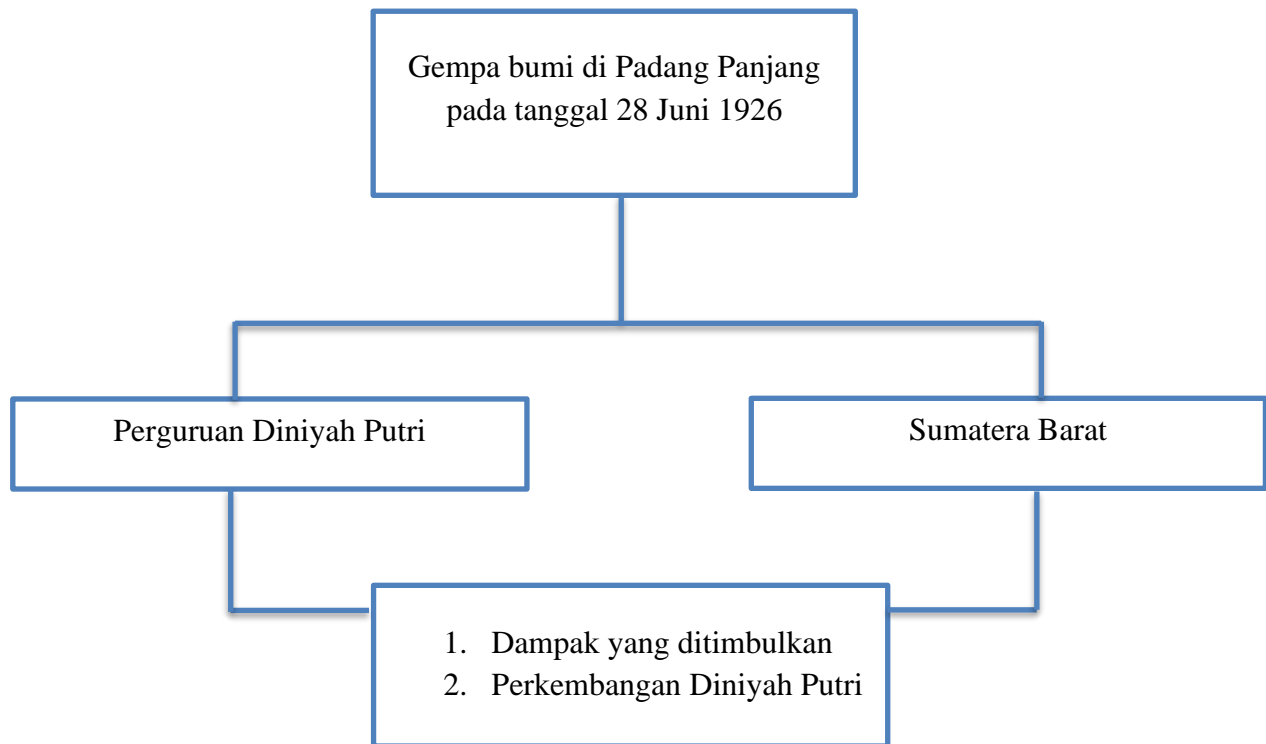 Gempa bumi di Padang Panjang
pada tanggal 28 Juni 1926
Perguruan Diniyah Putri
Sumatera Barat
1. Dampak yang ditimbulkan
2. Perkembangan Diniyah Putri